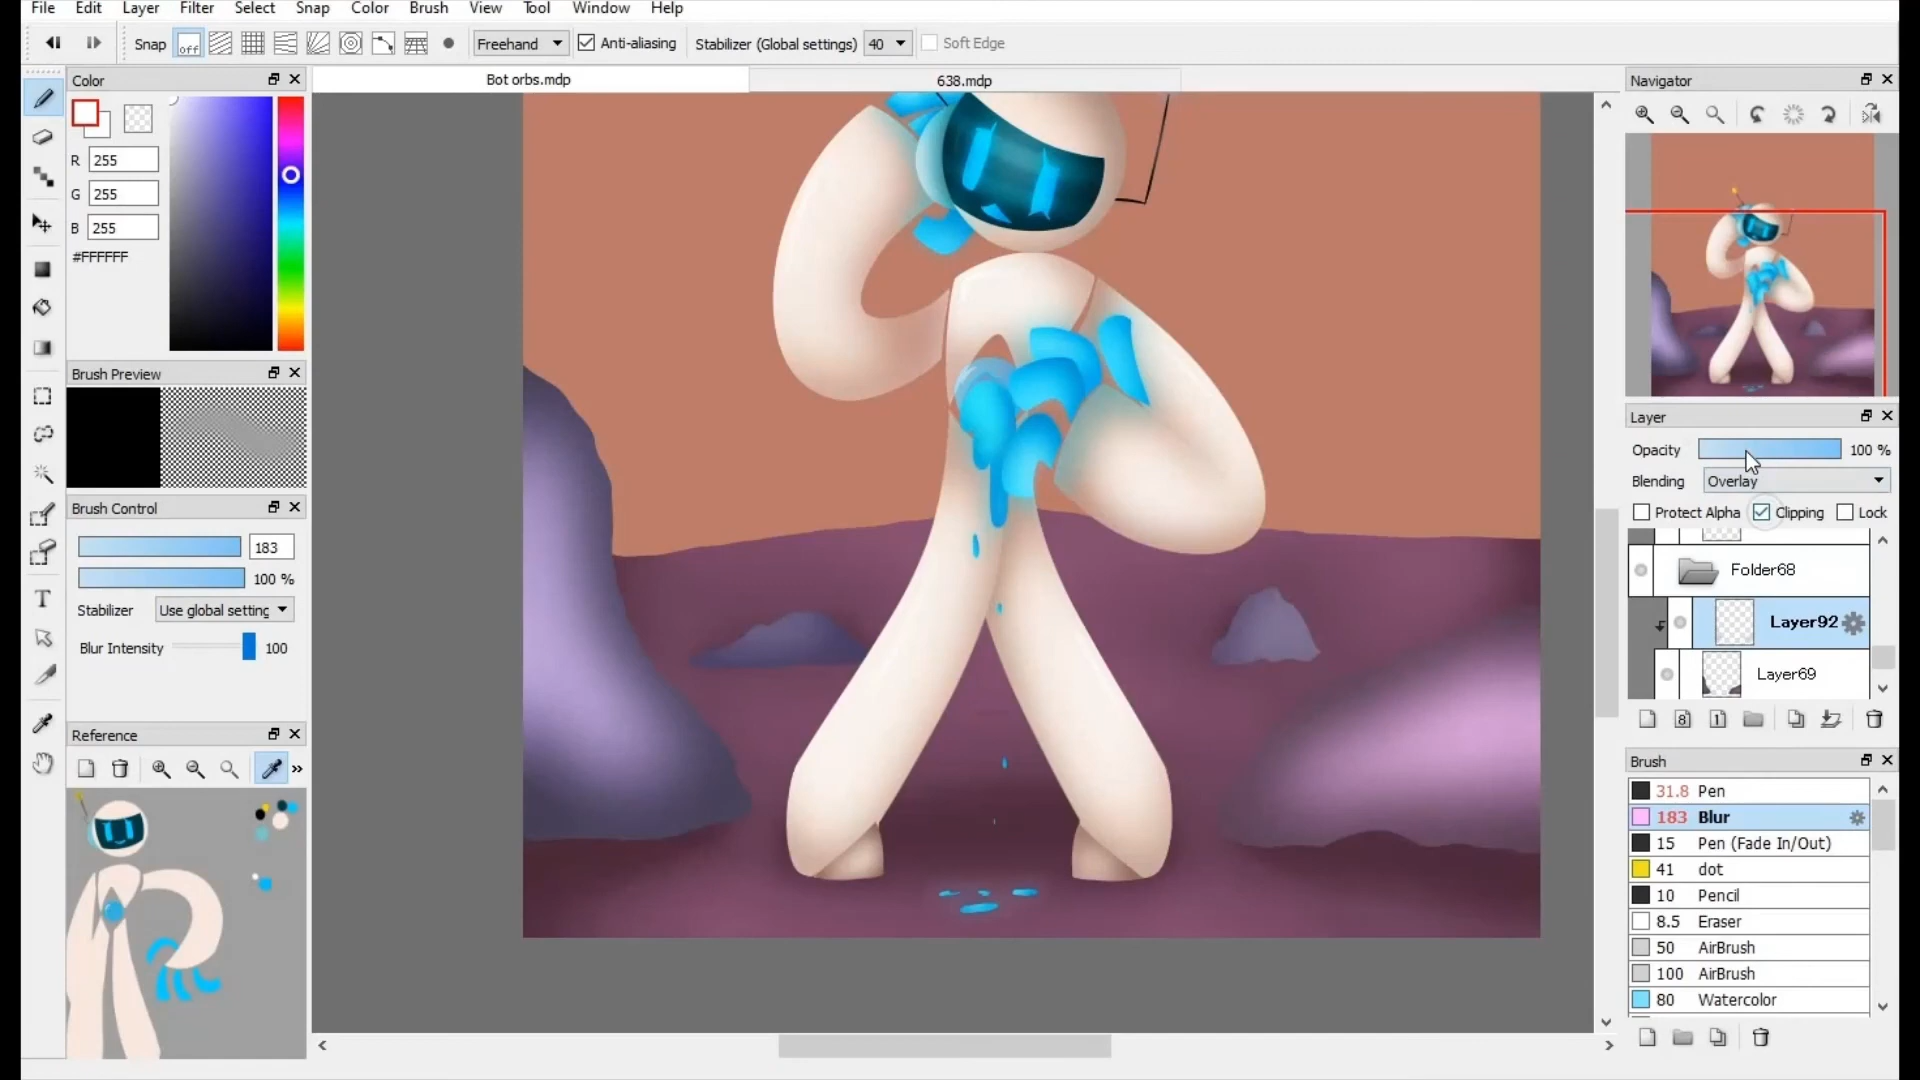 File Edit Layer Filter Select Snap Color Brush View Tool Window Help
Snap off Freehand Anti-aliasing Stabilizer (Global settings) 40 Soft Edge
Color
Bot orbs.mdp
638.mdp
Navigator
R 255
G 255
B 255
#FFFFFF
Brush Preview
Brush Control
183
100 %
Stabilizer Use global setting
Blur Intensity 100
Reference
Layer
Opacity 100 %
Blending Overlay
Protect Alpha Clipping Lock
Folder68
Layer92
Layer69
8 1
Brush
31.8 Pen
183 Blur
15 Pen (Fade In/Out)
41 dot
10 Pencil
8.5 Eraser
50 AirBrush
100 AirBrush
80 Watercolor